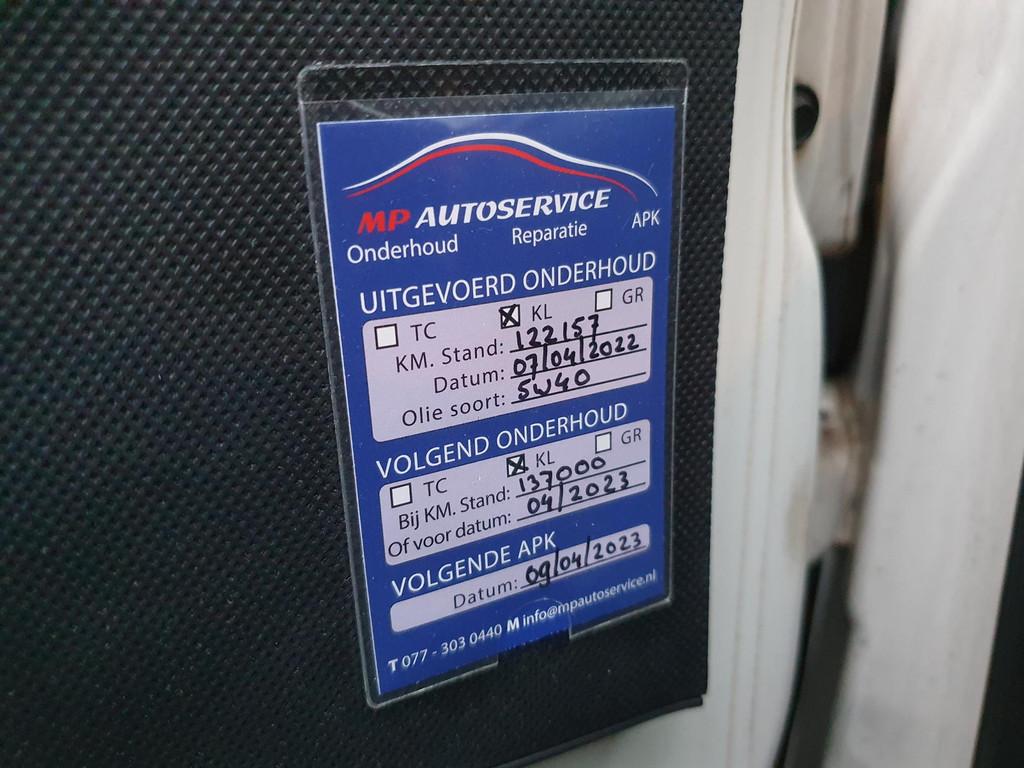 MP AUTOSERVICE
Onderhoud Reparatie APK
UITGEVOERD ONDERHOUD
TC KL GR
KM. Stand: 122157
Datum: 07/04/2022
Olie soort: 5W40
VOLGEND ONDERHOUD
TC KL GR
Bij KM. Stand: 137000
Of voor datum: 04/2023
VOLGENDE APK
Datum: 09/04/2023
T 077 - 303 0440 M info@mpautoservice.nl